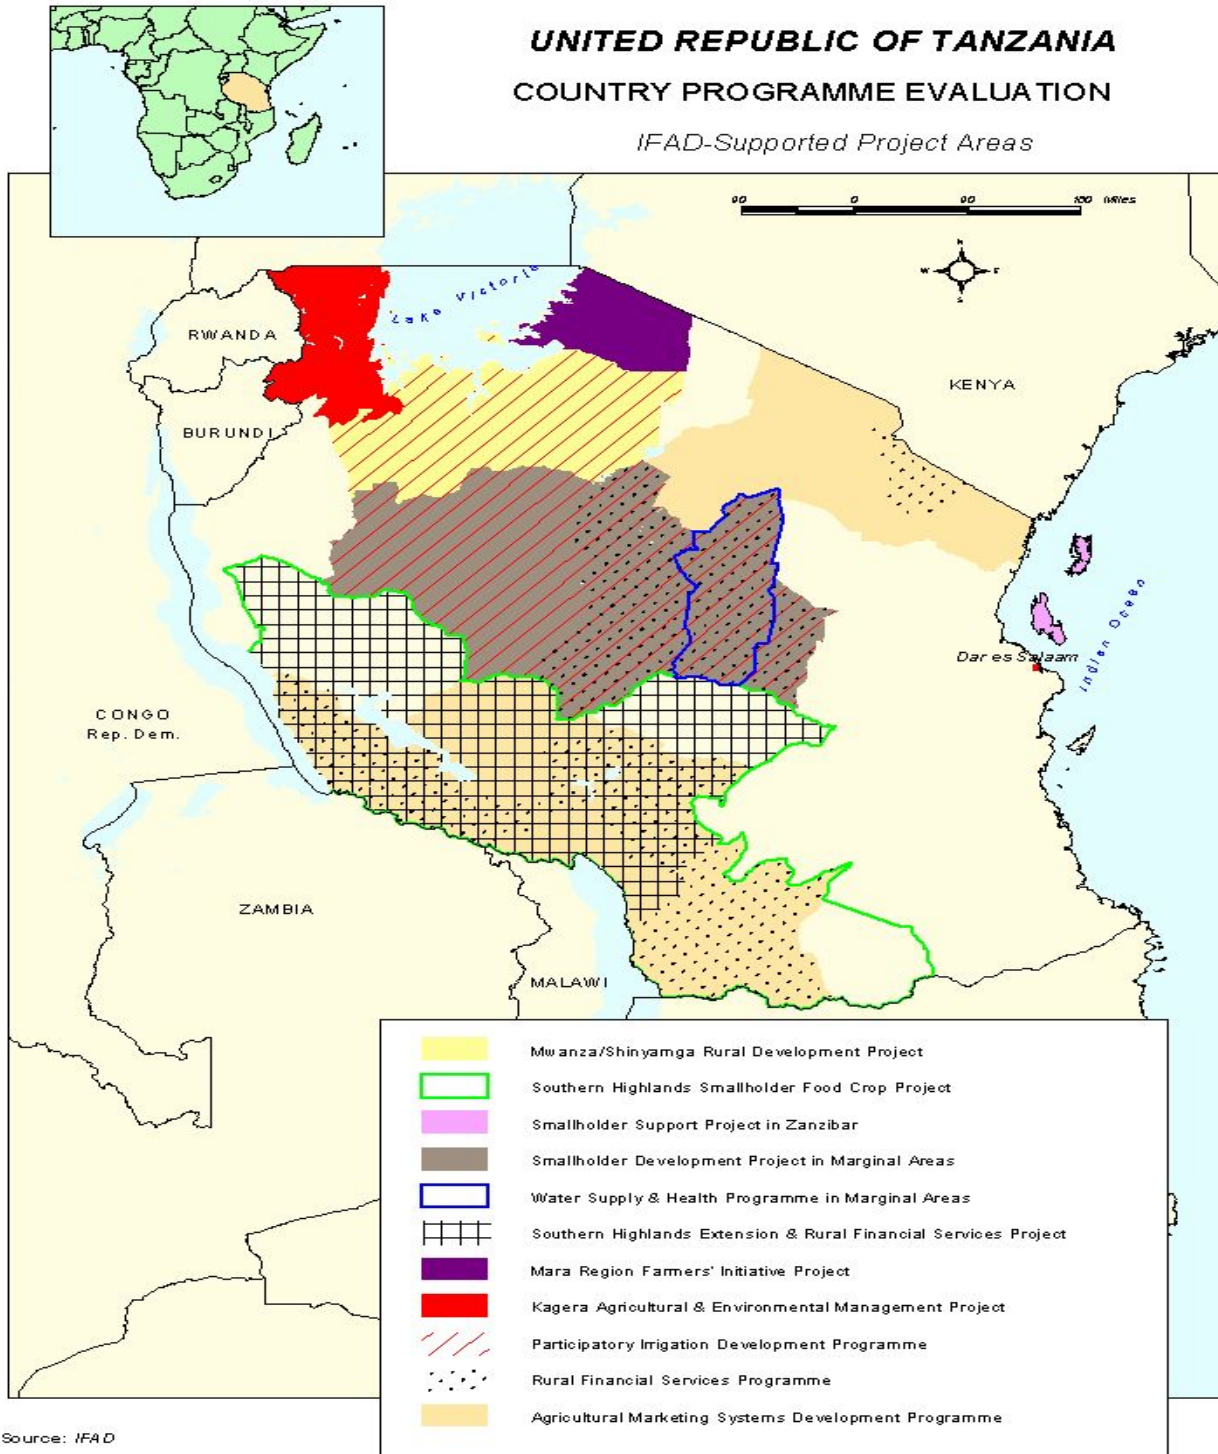 UNITED REPUBLIC OF TANZANIA
COUNTRY PROGRAMME EVALUATION
IFAD-Supported Project Areas
90 0 90 180 Miles
N
W E
S
Lake Victoria
RWANDA
KENYA
BURUNDI
Indian Ocean
Dar es Salaam
CONGO
Rep. Dem.
ZAMBIA
MALAWI
Mwanza/Shinyamga Rural Development Project
Southern Highlands Smallholder Food Crop Project
Smallholder Support Project in Zanzibar
Smallholder Development Project in Marginal Areas
Water Supply & Health Programme in Marginal Areas
Southern Highlands Extension & Rural Financial Services Project
Mara Region Farmers' Initiative Project
Kagera Agricultural & Environmental Management Project
Participatory Irrigation Development Programme
Rural Financial Services Programme
Agricultural Marketing Systems Development Programme
Source: IFAD